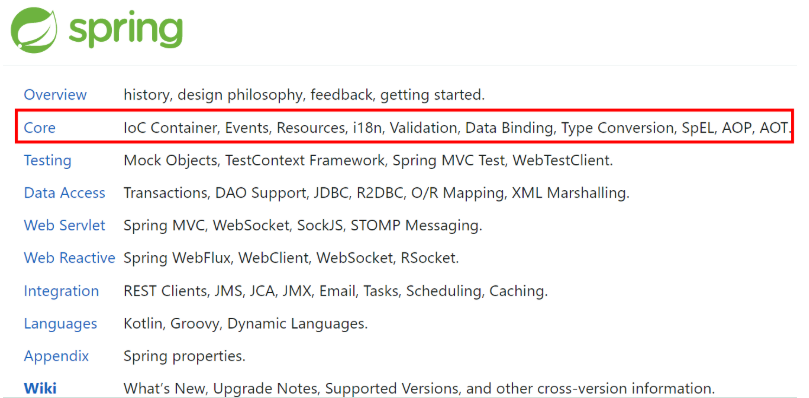 spring
Overview history, design philosophy, feedback, getting started.
Core IoC Container, Events, Resources, i18n, Validation, Data Binding, Type Conversion, SpEL, AOP, AOT.
Testing Mock Objects, TestContext Framework, Spring MVC Test, WebTestClient.
Data Access Transactions, DAO Support, JDBC, R2DBC, O/R Mapping, XML Marshalling.
Web Servlet Spring MVC, WebSocket, SockJS, STOMP Messaging.
Web Reactive Spring WebFlux, WebClient, WebSocket, RSocket.
Integration REST Clients, JMS, JCA, JMX, Email, Tasks, Scheduling, Caching.
Languages Kotlin, Groovy, Dynamic Languages.
Appendix Spring properties.
Wiki What’s New, Upgrade Notes, Supported Versions, and other cross-version information.